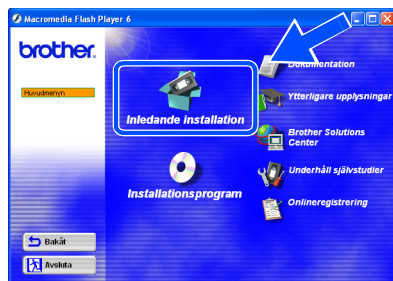 Macromedia Flash Player 6
brother.
Huvudmenyn
Inledande installation
Installationsprogram
Dokumentation
Ytterligare upplysningar
Brother Solutions
Center
Underhåll självstudier
Onlineregistrering
Bakåt
Avsluta